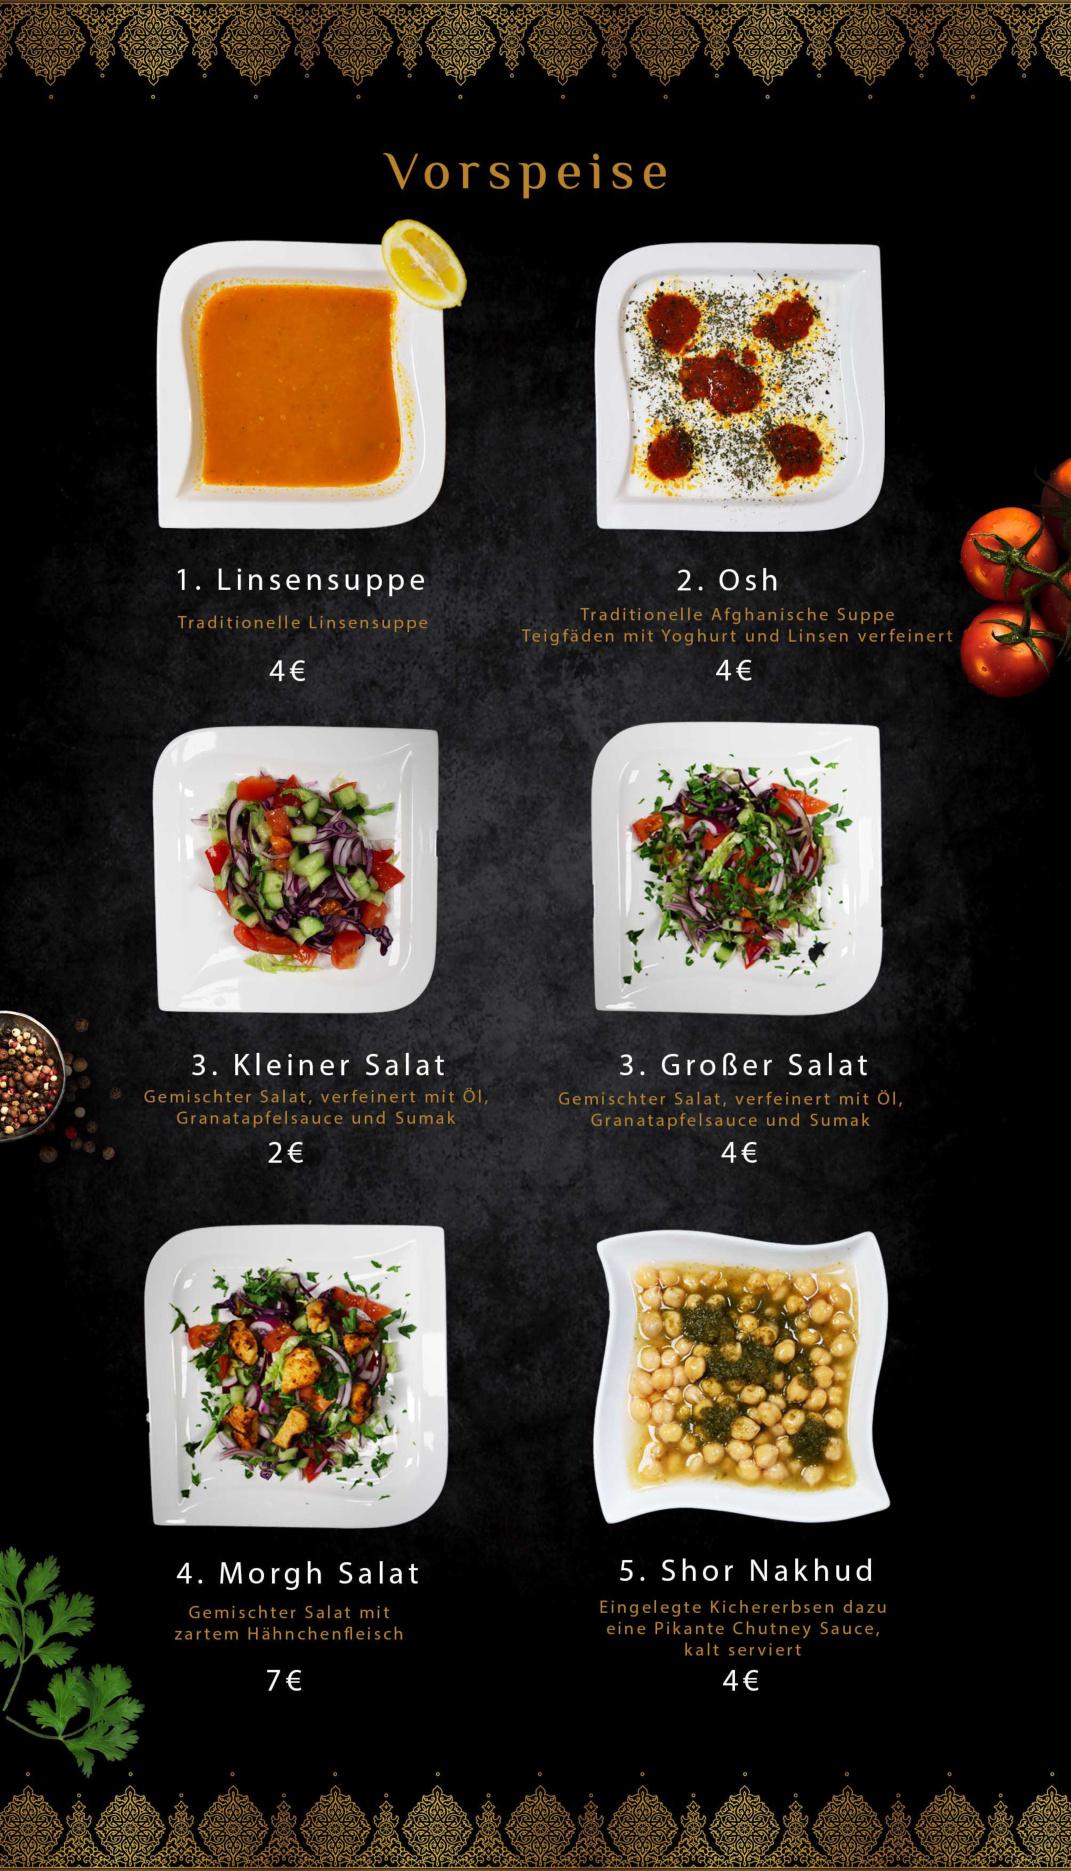 Vorspeise
1. Linsensuppe
Traditionelle Linsensuppe
4€
2. Osh
Traditionelle Afghanische Suppe
Teigfäden mit Yoghurt und Linsen verfeinert
4€
3. Kleiner Salat
Gemischter Salat, verfeinert mit Öl,
Granatapfelsauce und Sumak
2€
3. Großer Salat
Gemischter Salat, verfeinert mit Öl,
Granatapfelsauce und Sumak
4€
4. Morgh Salat
Gemischter Salat mit
zartem Hähnchenfleisch
7€
5. Shor Nakhud
Eingelegte Kichererbsen dazu
eine Pikante Chutney Sauce,
kalt serviert
4€